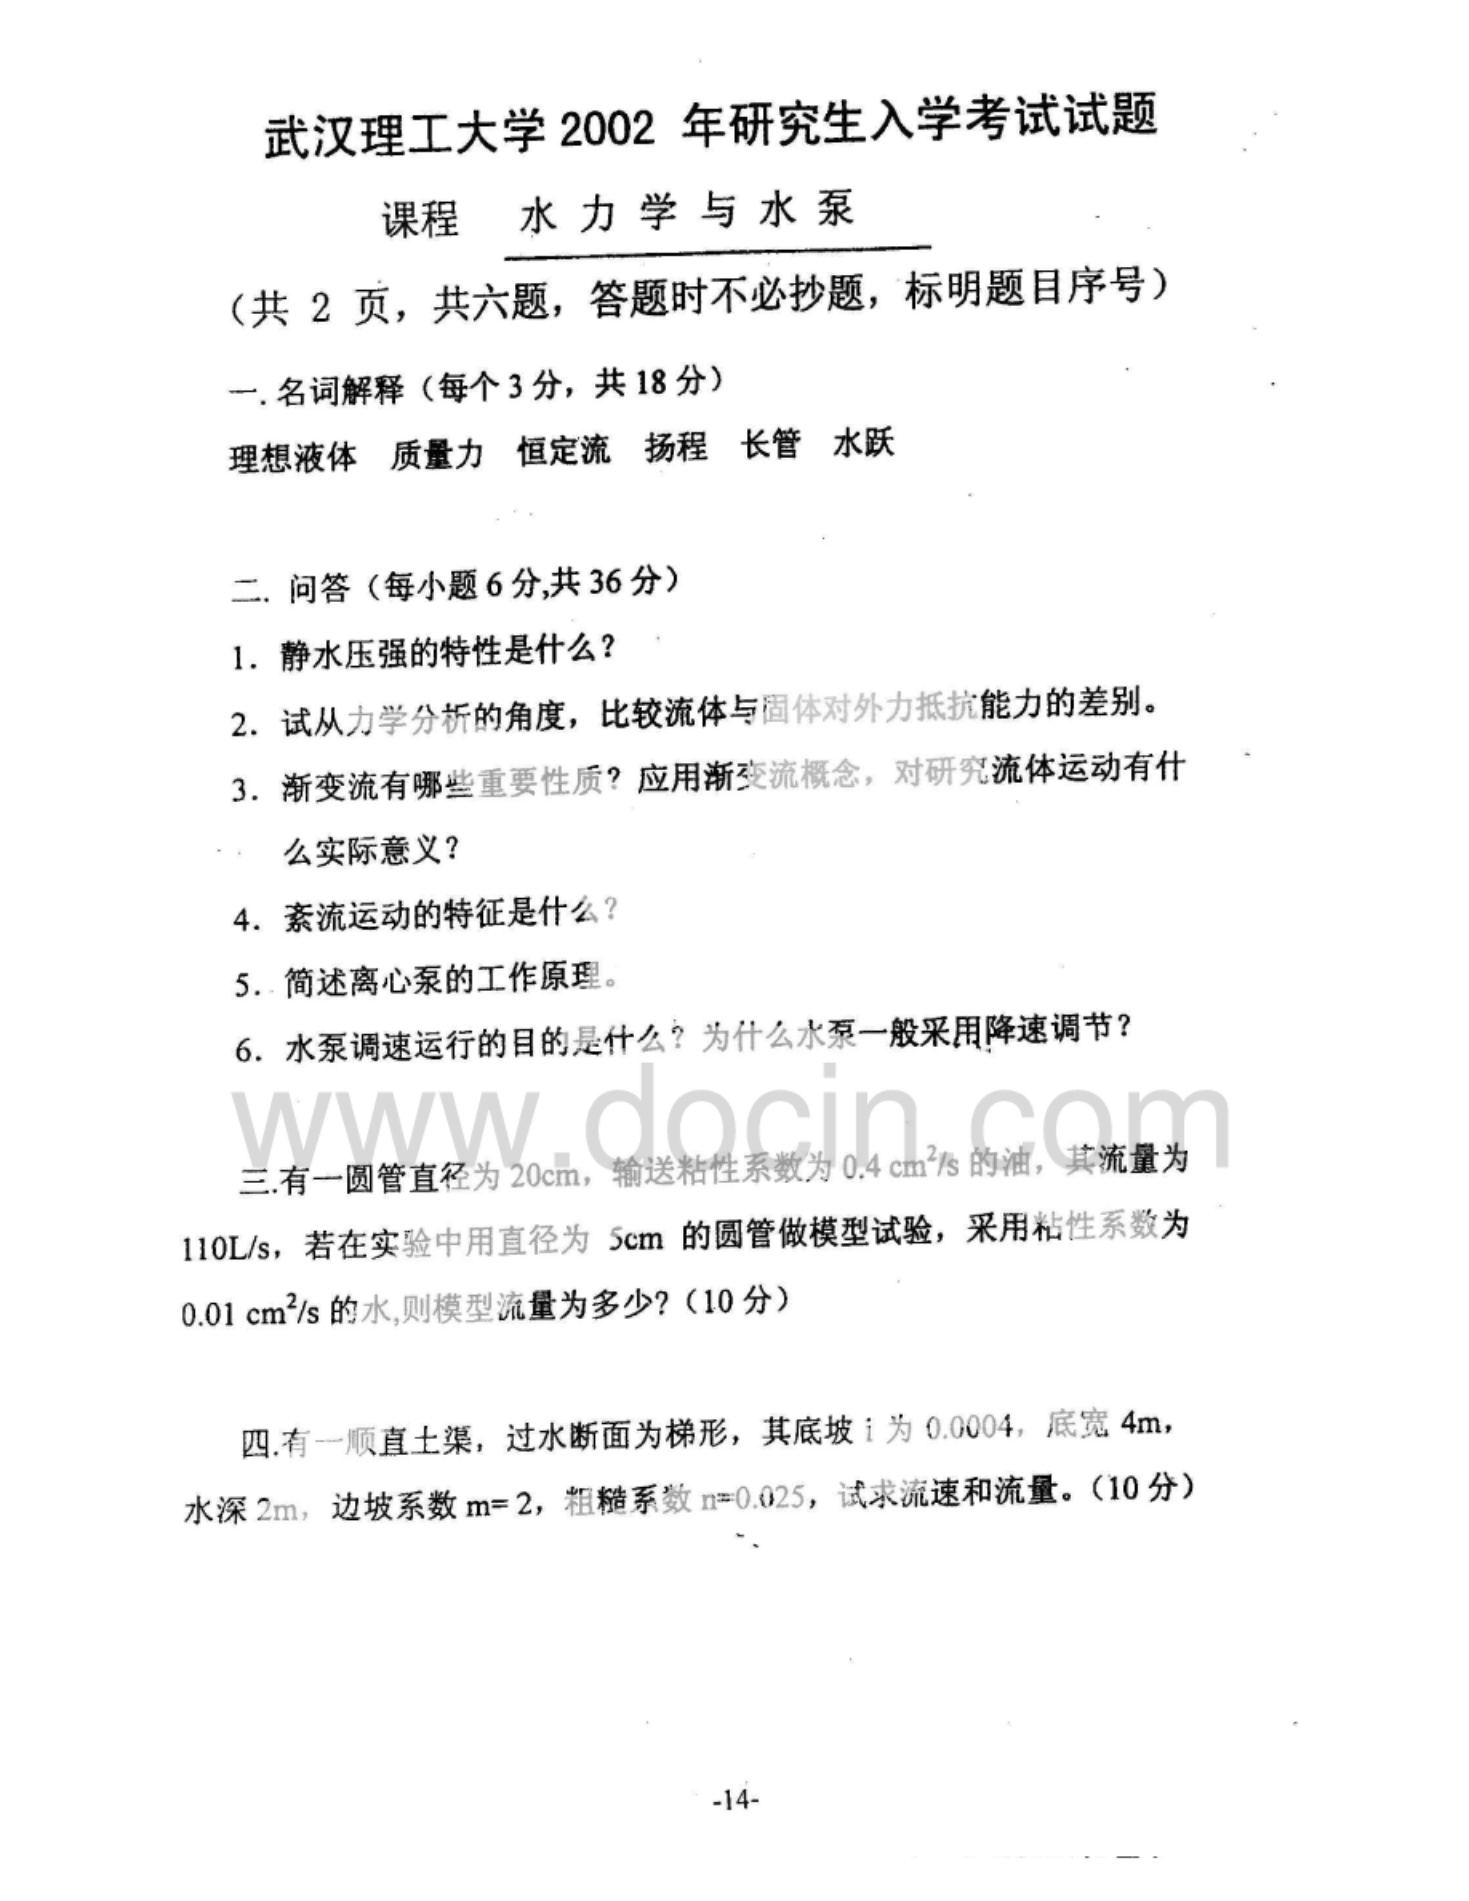 武汉理工大学 2002 年研究生入学考试试题
课程 水力学与水泵
（共 2 页，共六题，答题时不必抄题，标明题目序号）
一. 名词解释（每个 3 分，共 18 分）
理想液体 质量力 恒定流 扬程 长管 水跃
二. 问答（每小题 6 分,共 36 分）
1. 静水压强的特性是什么？
2. 试从力学分析的角度，比较流体与固体对外力抵抗能力的差别。
3. 渐变流有哪些重要性质？应用渐变流概念，对研究流体运动有什
么实际意义？
4. 紊流运动的特征是什么？
5. 简述离心泵的工作原理。
6. 水泵调速运行的目的是什么？为什么水泵一般采用降速调节？
www.docin.com
三.有一圆管直径为 20cm，输送粘性系数为 0.4 cm²/s 的油，其流量为
110L/s，若在实验中用直径为 5cm 的圆管做模型试验，采用粘性系数为
0.01 cm²/s 的水,则模型流量为多少?（10 分）
四.有一顺直土渠，过水断面为梯形，其底坡 i 为 0.0004，底宽 4m，
水深 2m，边坡系数 m= 2，粗糙系数 n=0.025，试求流速和流量。（10 分）
-14-